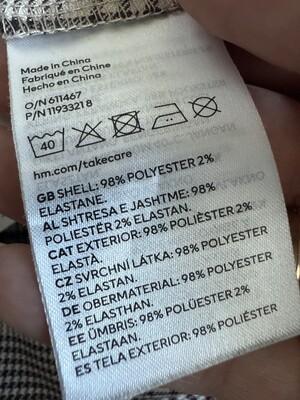 Made in China
Fabriqué en Chine
Hecho en China
O/N 611467
P/N 11933218
40
hm.com/takecare
GB SHELL: 98% POLYESTER 2%
ELASTANE.
AL SHTRESA E JASHTME: 98%
POLIESTËR 2% ELASTAN.
CAT EXTERIOR: 98% POLIÈSTER 2%
ELASTÀ.
CZ SVRCHNÍ LÁTKA: 98% POLYESTER
2% ELASTAN.
DE OBERMATERIAL: 98% POLYESTER
2% ELASTHAN.
EE ÜMBRIS: 98% POLÜESTER 2%
ELASTAAN.
ES TELA EXTERIOR: 98% POLIÉSTER